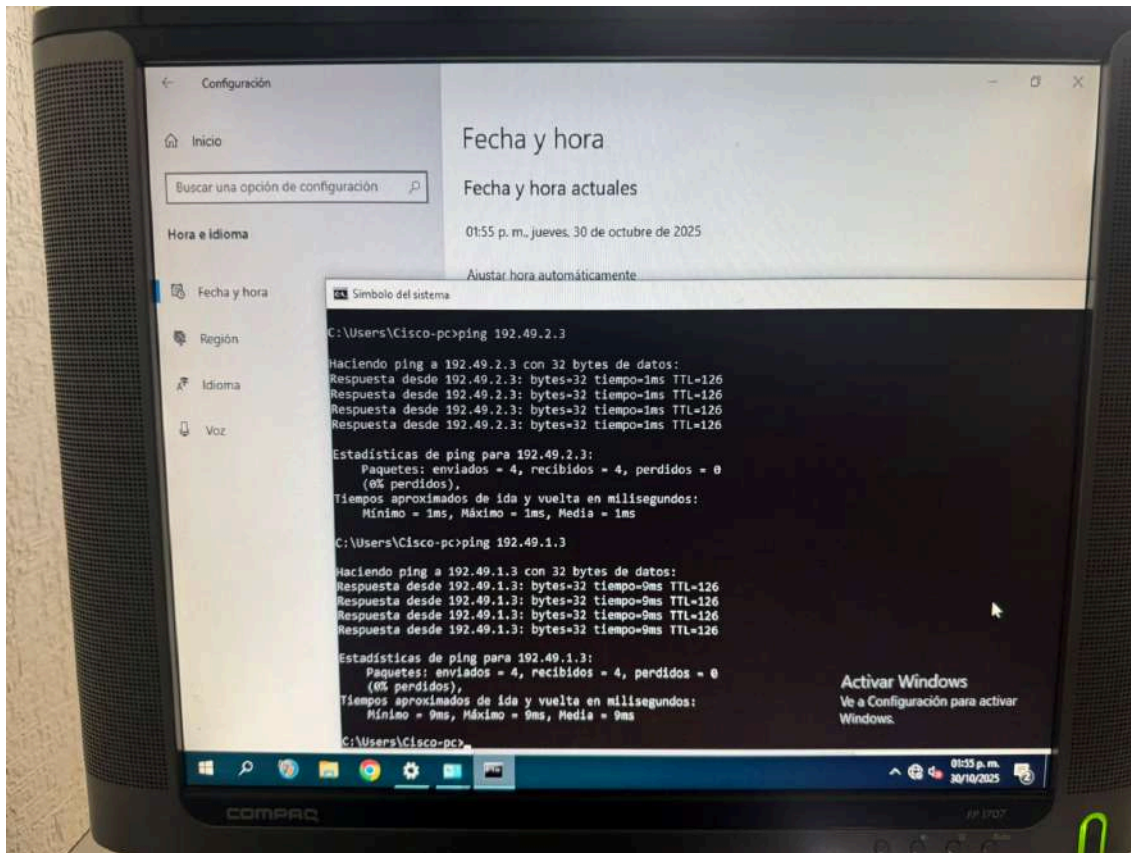 Configuración
Inicio
Buscar una opción de configuración
Hora e idioma
Fecha y hora
Región
Idioma
Voz
Fecha y hora
Fecha y hora actuales
01:55 p. m., jueves, 30 de octubre de 2025
Ajustar hora automáticamente
Símbolo del sistema
C:\Users\Cisco-pc>ping 192.49.2.3
Haciendo ping a 192.49.2.3 con 32 bytes de datos:
Respuesta desde 192.49.2.3: bytes=32 tiempo=1ms TTL=126
Respuesta desde 192.49.2.3: bytes=32 tiempo=1ms TTL=126
Respuesta desde 192.49.2.3: bytes=32 tiempo=1ms TTL=126
Respuesta desde 192.49.2.3: bytes=32 tiempo=1ms TTL=126
Estadísticas de ping para 192.49.2.3:
Paquetes: enviados = 4, recibidos = 4, perdidos = 0
(0% perdidos),
Tiempos aproximados de ida y vuelta en milisegundos:
Mínimo = 1ms, Máximo = 1ms, Media = 1ms
C:\Users\Cisco-pc>ping 192.49.1.3
Haciendo ping a 192.49.1.3 con 32 bytes de datos:
Respuesta desde 192.49.1.3: bytes=32 tiempo=9ms TTL=126
Respuesta desde 192.49.1.3: bytes=32 tiempo=9ms TTL=126
Respuesta desde 192.49.1.3: bytes=32 tiempo=9ms TTL=126
Respuesta desde 192.49.1.3: bytes=32 tiempo=9ms TTL=126
Estadísticas de ping para 192.49.1.3:
Paquetes: enviados = 4, recibidos = 4, perdidos = 0
(0% perdidos),
Tiempos aproximados de ida y vuelta en milisegundos:
Mínimo = 9ms, Máximo = 9ms, Media = 9ms
C:\Users\Cisco-pc>
Activar Windows
Ve a Configuración para activar
Windows.
01:55 p. m.
30/10/2025
2
COMPAQ